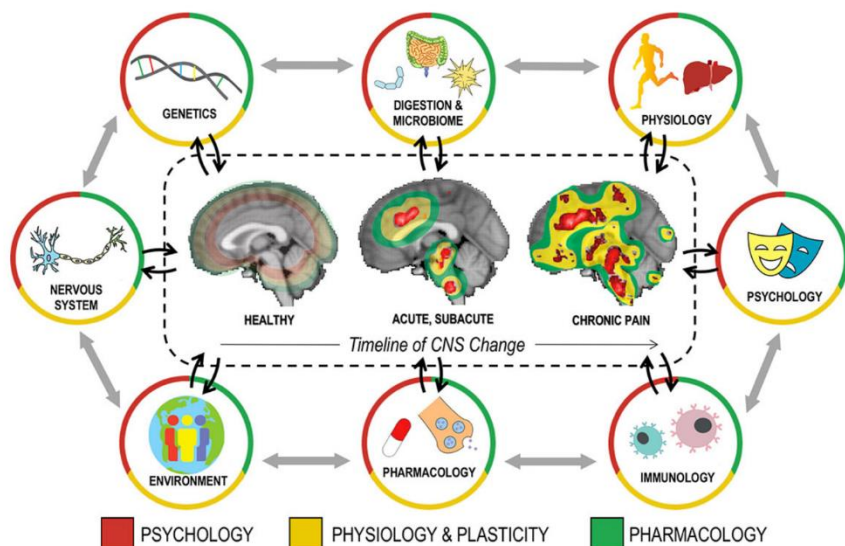 GENETICS
DIGESTION &
MICROBIOME
PHYSIOLOGY
NERVOUS
SYSTEM
PSYCHOLOGY
HEALTHY
ACUTE, SUBACUTE
CHRONIC PAIN
Timeline of CNS Change
ENVIRONMENT
PHARMACOLOGY
IMMUNOLOGY
PSYCHOLOGY
PHYSIOLOGY & PLASTICITY
PHARMACOLOGY